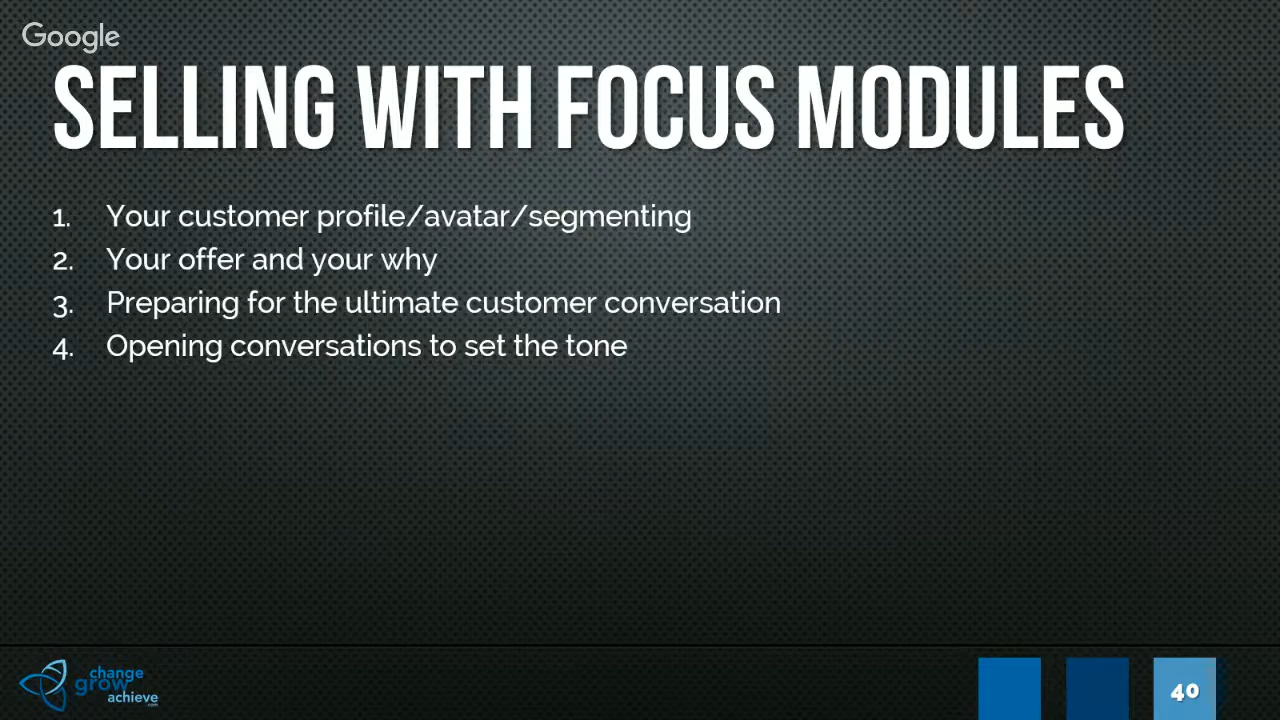 Google
SELLING WITH FOCUS MODULES
1. Your customer profile/avatar/segmenting
2. Your offer and your why
3. Preparing for the ultimate customer conversation
4. Opening conversations to set the tone
change
grow
achieve
.com
40